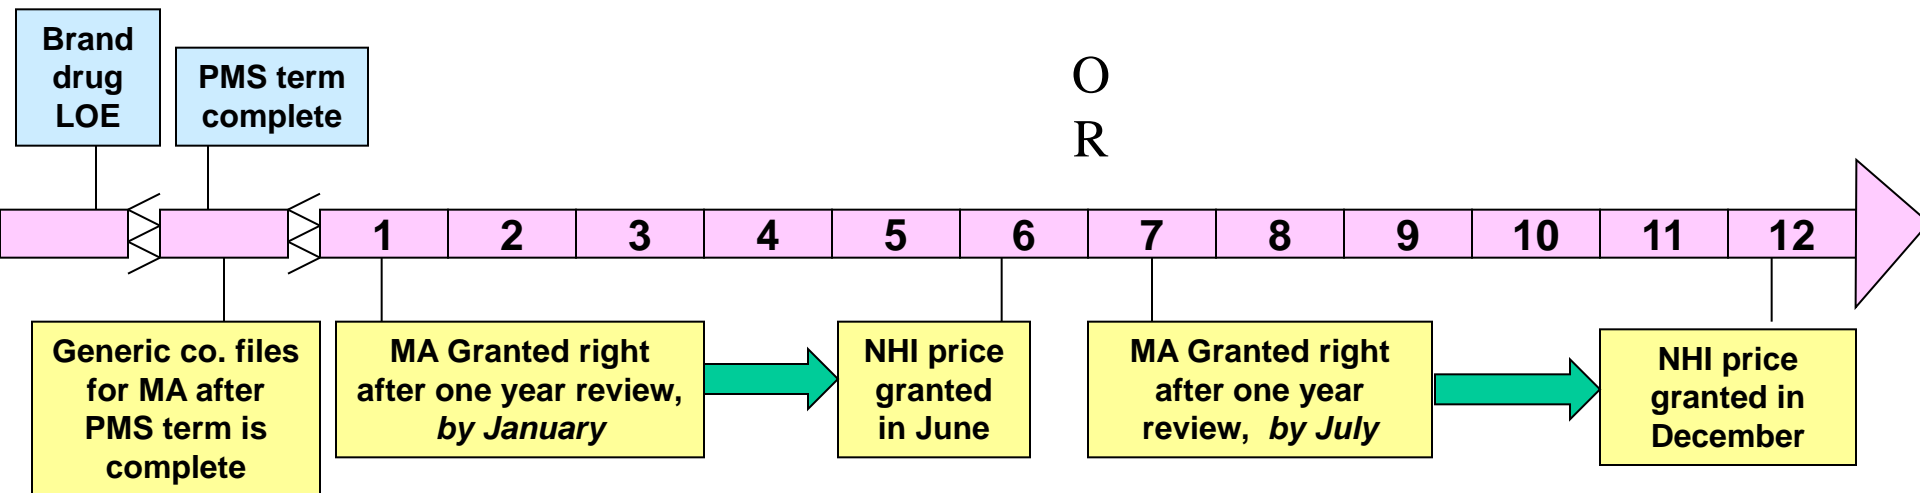 Brand
drug
LOE
PMS term
complete
O
R
1 2 3 4 5 6 7 8 9 10 11 12
Generic co. files
for MA after
PMS term is
complete
MA Granted right
after one year review,
by January
NHI price
granted
in June
MA Granted right
after one year
review, by July
NHI price
granted in
December